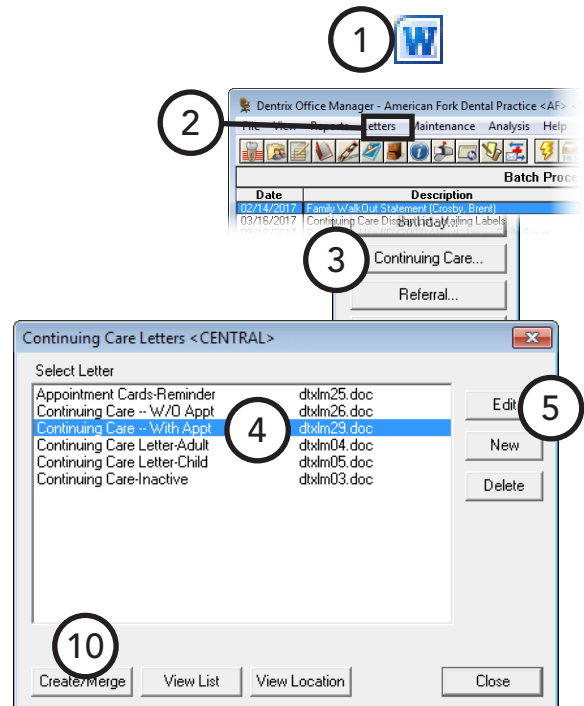 1 W
Dentrix Office Manager - American Fork Dental Practice <AF>
2
File View Reports Letters Maintenance Analysis Help
Batch Proce
Date Description
02/14/2017 Family WalkOut Statement (Crosby, Brent)
03/16/2017 Continuing Care Display List - Mailing Labels
Birthday...
3
Continuing Care...
Referral...
Continuing Care Letters <CENTRAL>
Select Letter
Appointment Cards-Reminder dtxlm25.doc
Continuing Care -- W/O Appt dtxlm26.doc
Continuing Care -- With Appt dtxlm29.doc
Continuing Care Letter-Adult dtxlm04.doc
Continuing Care Letter-Child dtxlm05.doc
Continuing Care-Inactive dtxlm03.doc
4
Edit
5
New
Delete
10
Create/Merge View List View Location Close